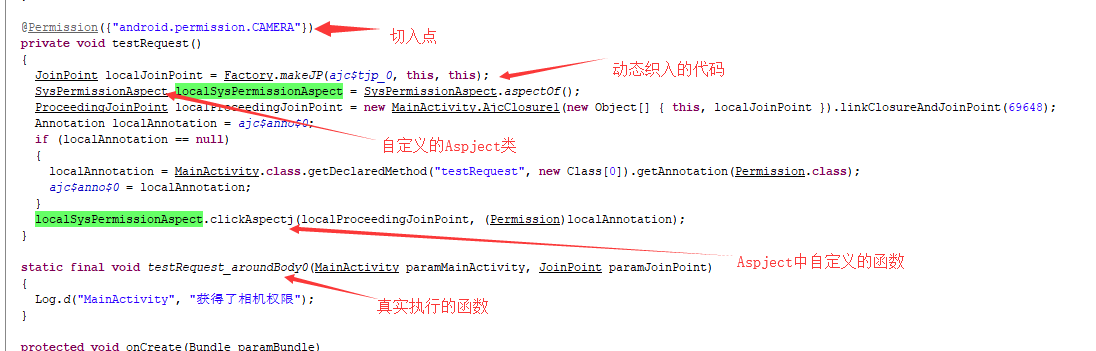 @Permission({"android.permission.CAMERA"})
切入点
private void testRequest()
{
JoinPoint localJoinPoint = Factory.makeJP(ajc$tjp_0, this, this);
动态织入的代码
SysPermissionAspect localSysPermissionAspect = SysPermissionAspect.aspectOf();
ProceedingJoinPoint localProceedingJoinPoint = new MainActivity.AjcClosure1(new Object[] { this, localJoinPoint }).linkClosureAndJoinPoint(69648);
Annotation localAnnotation = ajc$anno$0;
自定义的Aspject类
if (localAnnotation == null)
{
localAnnotation = MainActivity.class.getDeclaredMethod("testRequest", new Class[0]).getAnnotation(Permission.class);
ajc$anno$0 = localAnnotation;
}
localSysPermissionAspect.clickAspectj(localProceedingJoinPoint, (Permission)localAnnotation);
}
Aspject中自定义的函数
static final void testRequest_aroundBody0(MainActivity paramMainActivity, JoinPoint paramJoinPoint)
{
Log.d("MainActivity", "获得了相机权限");
真实执行的函数
}
protected void onCreate(Bundle paramBundle)